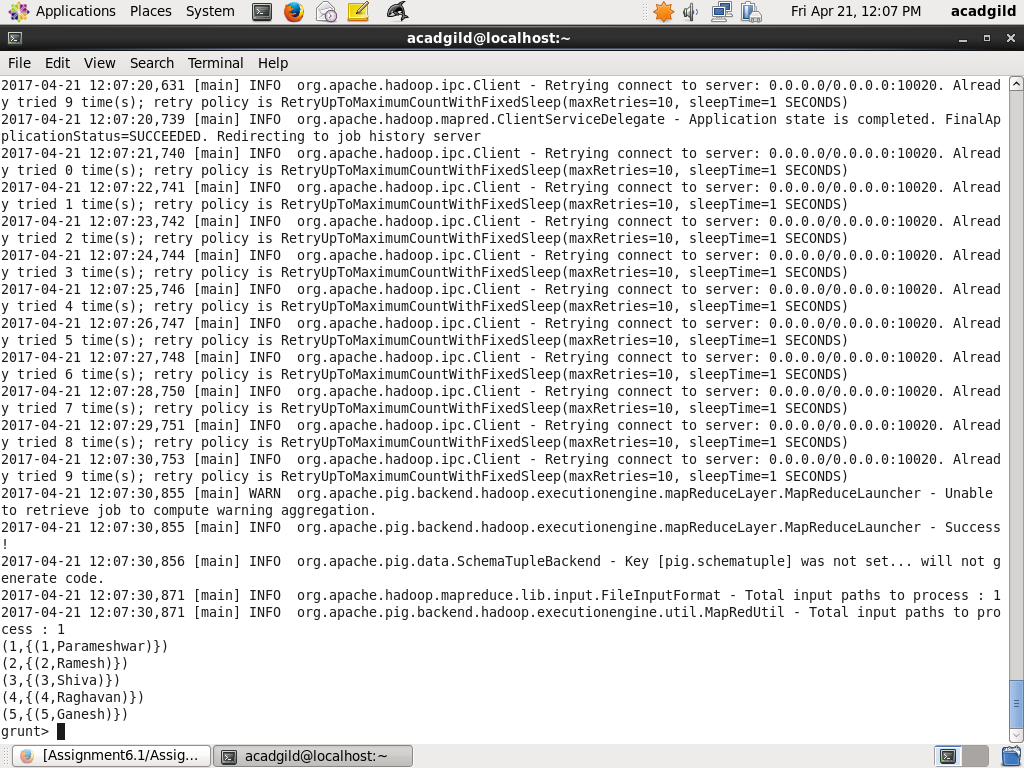 Applications Places System Fri Apr 21, 12:07 PM acadgild
acadgild@localhost:~
File Edit View Search Terminal Help
2017-04-21 12:07:20,631 [main] INFO  org.apache.hadoop.ipc.Client - Retrying connect to server: 0.0.0.0/0.0.0.0:10020. Alread
y tried 9 time(s); retry policy is RetryUpToMaximumCountWithFixedSleep(maxRetries=10, sleepTime=1 SECONDS)
2017-04-21 12:07:20,739 [main] INFO  org.apache.hadoop.mapred.ClientServiceDelegate - Application state is completed. FinalAp
plicationStatus=SUCCEEDED. Redirecting to job history server
2017-04-21 12:07:21,740 [main] INFO  org.apache.hadoop.ipc.Client - Retrying connect to server: 0.0.0.0/0.0.0.0:10020. Alread
y tried 0 time(s); retry policy is RetryUpToMaximumCountWithFixedSleep(maxRetries=10, sleepTime=1 SECONDS)
2017-04-21 12:07:22,741 [main] INFO  org.apache.hadoop.ipc.Client - Retrying connect to server: 0.0.0.0/0.0.0.0:10020. Alread
y tried 1 time(s); retry policy is RetryUpToMaximumCountWithFixedSleep(maxRetries=10, sleepTime=1 SECONDS)
2017-04-21 12:07:23,742 [main] INFO  org.apache.hadoop.ipc.Client - Retrying connect to server: 0.0.0.0/0.0.0.0:10020. Alread
y tried 2 time(s); retry policy is RetryUpToMaximumCountWithFixedSleep(maxRetries=10, sleepTime=1 SECONDS)
2017-04-21 12:07:24,744 [main] INFO  org.apache.hadoop.ipc.Client - Retrying connect to server: 0.0.0.0/0.0.0.0:10020. Alread
y tried 3 time(s); retry policy is RetryUpToMaximumCountWithFixedSleep(maxRetries=10, sleepTime=1 SECONDS)
2017-04-21 12:07:25,746 [main] INFO  org.apache.hadoop.ipc.Client - Retrying connect to server: 0.0.0.0/0.0.0.0:10020. Alread
y tried 4 time(s); retry policy is RetryUpToMaximumCountWithFixedSleep(maxRetries=10, sleepTime=1 SECONDS)
2017-04-21 12:07:26,747 [main] INFO  org.apache.hadoop.ipc.Client - Retrying connect to server: 0.0.0.0/0.0.0.0:10020. Alread
y tried 5 time(s); retry policy is RetryUpToMaximumCountWithFixedSleep(maxRetries=10, sleepTime=1 SECONDS)
2017-04-21 12:07:27,748 [main] INFO  org.apache.hadoop.ipc.Client - Retrying connect to server: 0.0.0.0/0.0.0.0:10020. Alread
y tried 6 time(s); retry policy is RetryUpToMaximumCountWithFixedSleep(maxRetries=10, sleepTime=1 SECONDS)
2017-04-21 12:07:28,750 [main] INFO  org.apache.hadoop.ipc.Client - Retrying connect to server: 0.0.0.0/0.0.0.0:10020. Alread
y tried 7 time(s); retry policy is RetryUpToMaximumCountWithFixedSleep(maxRetries=10, sleepTime=1 SECONDS)
2017-04-21 12:07:29,751 [main] INFO  org.apache.hadoop.ipc.Client - Retrying connect to server: 0.0.0.0/0.0.0.0:10020. Alread
y tried 8 time(s); retry policy is RetryUpToMaximumCountWithFixedSleep(maxRetries=10, sleepTime=1 SECONDS)
2017-04-21 12:07:30,753 [main] INFO  org.apache.hadoop.ipc.Client - Retrying connect to server: 0.0.0.0/0.0.0.0:10020. Alread
y tried 9 time(s); retry policy is RetryUpToMaximumCountWithFixedSleep(maxRetries=10, sleepTime=1 SECONDS)
2017-04-21 12:07:30,855 [main] WARN  org.apache.pig.backend.hadoop.executionengine.mapReduceLayer.MapReduceLauncher - Unable
to retrieve job to compute warning aggregation.
2017-04-21 12:07:30,855 [main] INFO  org.apache.pig.backend.hadoop.executionengine.mapReduceLayer.MapReduceLauncher - Success
!
2017-04-21 12:07:30,856 [main] INFO  org.apache.pig.data.SchemaTupleBackend - Key [pig.schematuple] was not set... will not g
enerate code.
2017-04-21 12:07:30,871 [main] INFO  org.apache.hadoop.mapreduce.lib.input.FileInputFormat - Total input paths to process : 1
2017-04-21 12:07:30,871 [main] INFO  org.apache.pig.backend.hadoop.executionengine.util.MapRedUtil - Total input paths to pro
cess : 1
(1,{(1,Parameshwar)})
(2,{(2,Ramesh)})
(3,{(3,Shiva)})
(4,{(4,Raghavan)})
(5,{(5,Ganesh)})
grunt>
[Assignment6.1/Assig... acadgild@localhost:~